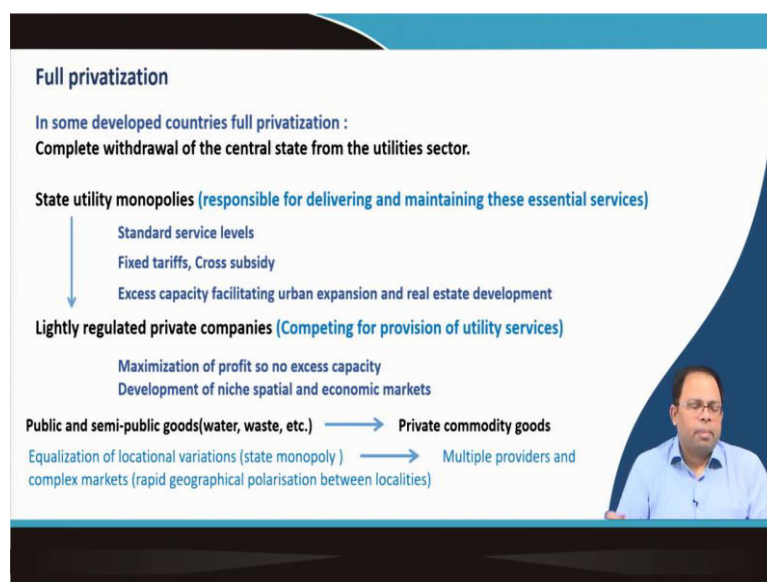 Full privatization
In some developed countries full privatization :
Complete withdrawal of the central state from the utilities sector.
State utility monopolies (responsible for delivering and maintaining these essential services)
Standard service levels
Fixed tariffs, Cross subsidy
Excess capacity facilitating urban expansion and real estate development
Lightly regulated private companies (Competing for provision of utility services)
Maximization of profit so no excess capacity
Development of niche spatial and economic markets
Public and semi-public goods(water, waste, etc.) Private commodity goods
Equalization of locational variations (state monopoly ) Multiple providers and
complex markets (rapid geographical polarisation between localities)